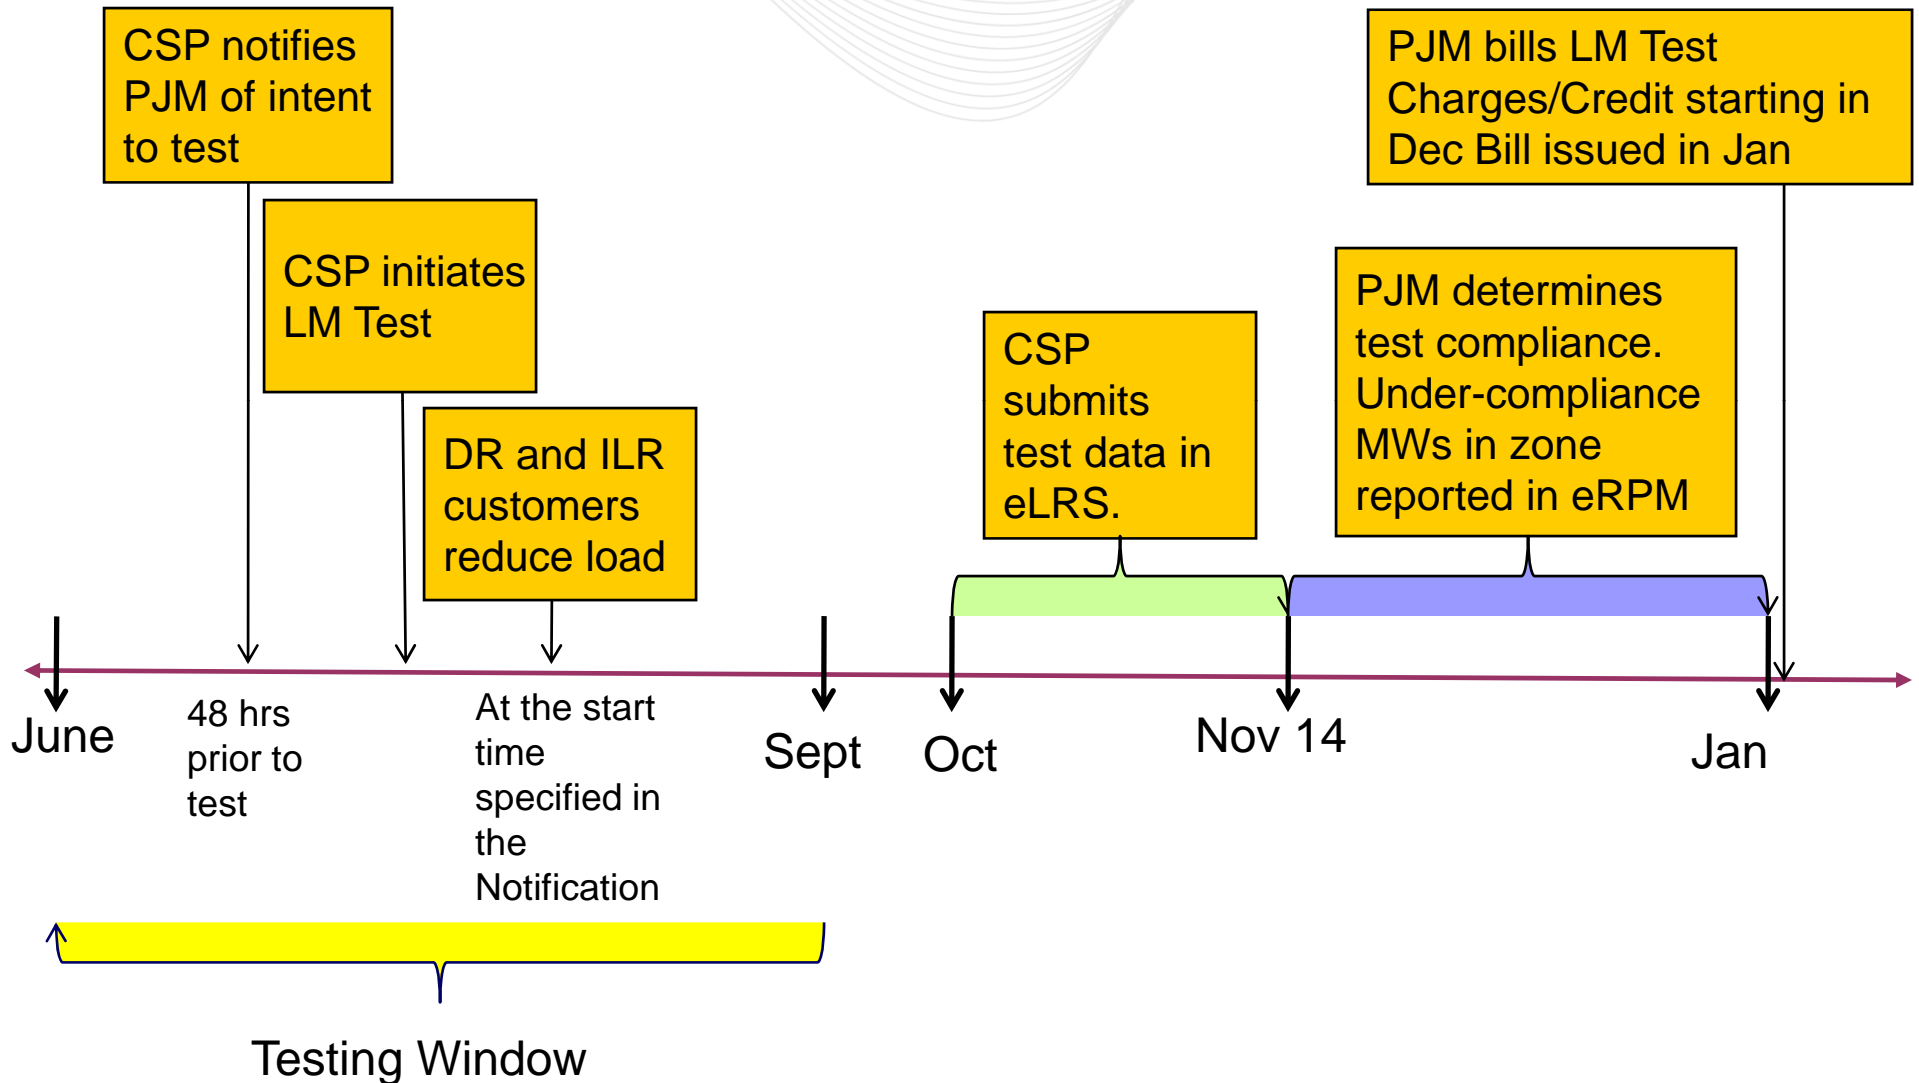 CSP notifies
PJM of intent
to test
PJM bills LM Test
Charges/Credit starting in
Dec Bill issued in Jan
CSP initiates
LM Test
PJM determines
test compliance.
Under-compliance
MWs in zone
reported in eRPM
CSP
submits
test data in
eLRS.
DR and ILR
customers
reduce load
June
48 hrs
prior to
test
At the start
time
specified in
the
Notification
Sept
Oct
Nov 14
Jan
Testing Window